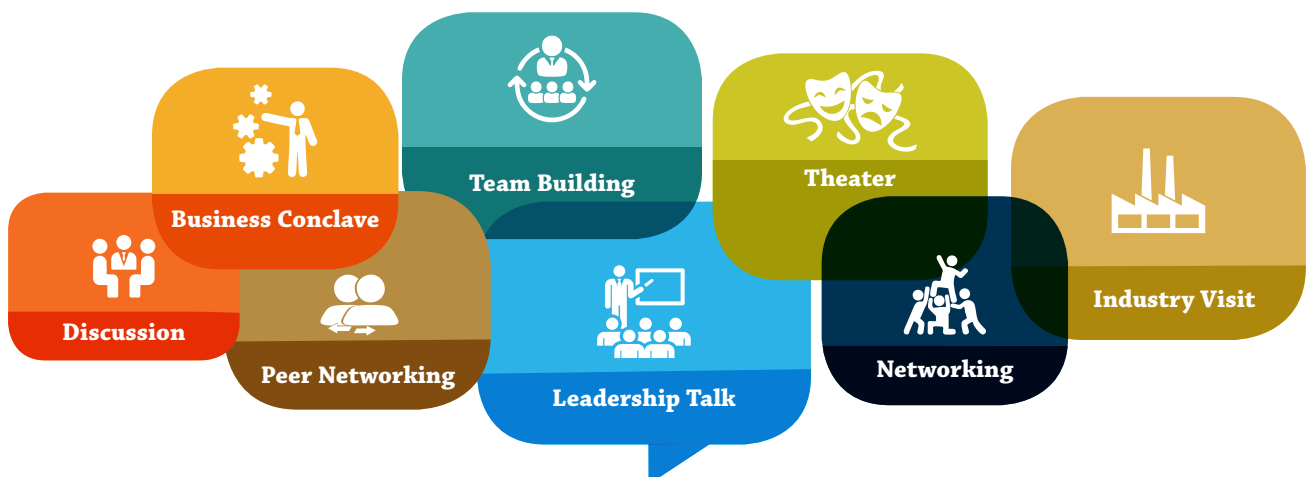 Discussion
Business Conclave
Peer Networking
Team Building
Leadership Talk
Theater
Networking
Industry Visit